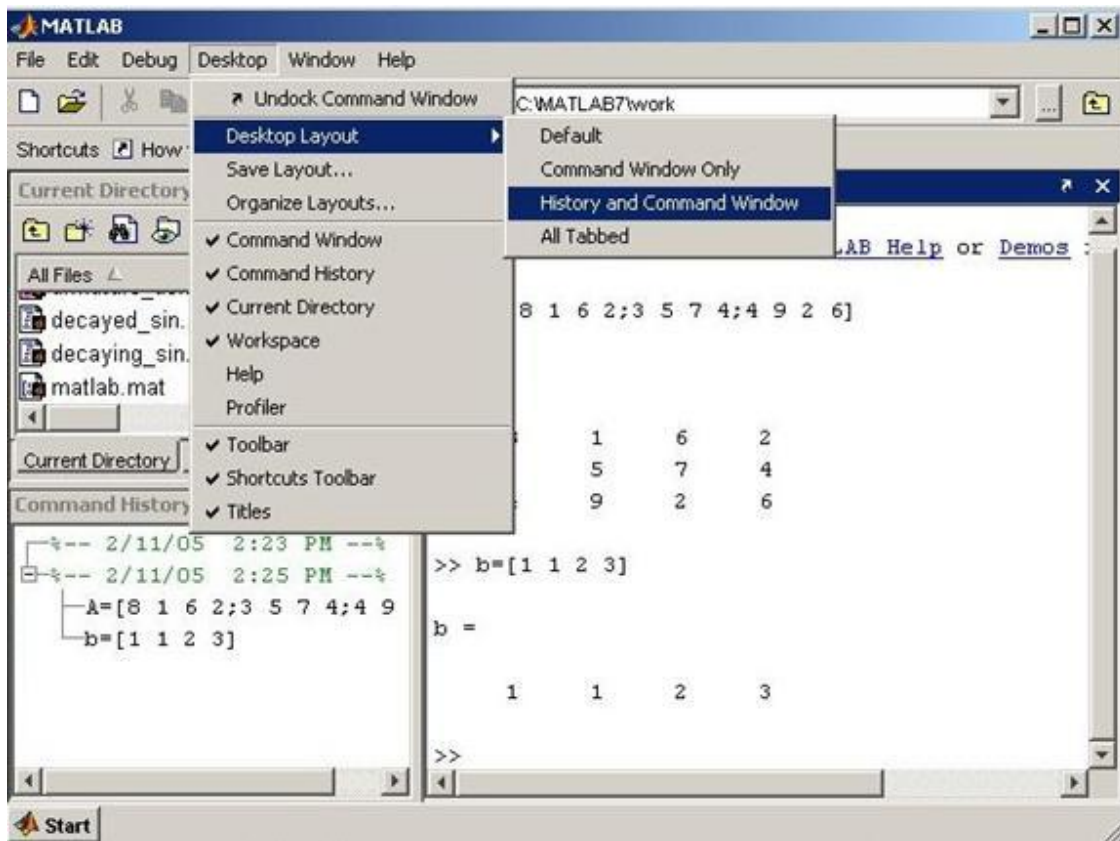 MATLAB
File Edit Debug Desktop Window Help
Undock Command Window
C:\MATLAB7\work
...
Shortcuts How
Desktop Layout
Save Layout...
Organize Layouts...
Command Window
Command History
Current Directory
Workspace
Help
Profiler
Toolbar
Shortcuts Toolbar
Titles
Default
Command Window Only
History and Command Window
All Tabbed
Current Directory
All Files
decayed_sin.
decaying_sin.
matlab.mat
Current Directory
Command History
%-- 2/11/05 2:23 PM --%
%-- 2/11/05 2:25 PM --%
A=[8 1 6 2;3 5 7 4;4 9
b=[1 1 2 3]
Help or Demos
8 1 6 2;3 5 7 4;4 9 2 6]
1 6 2
5 7 4
9 2 6
>> b=[1 1 2 3]
b =
1 1 2 3
>>
Start